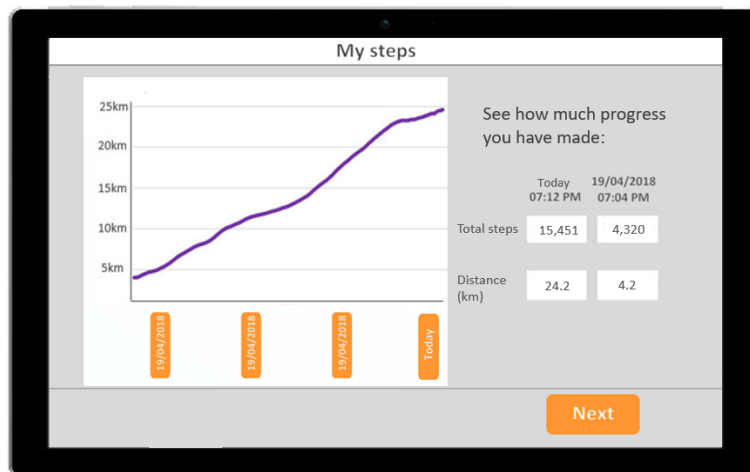 My steps
25km
20km
15km
10km
5km
19/04/2018
19/04/2018
19/04/2018
Today
See how much progress
you have made:
Today 19/04/2018
07:12 PM 07:04 PM
Total steps 15,451 4,320
Distance
(km) 24.2 4.2
Next